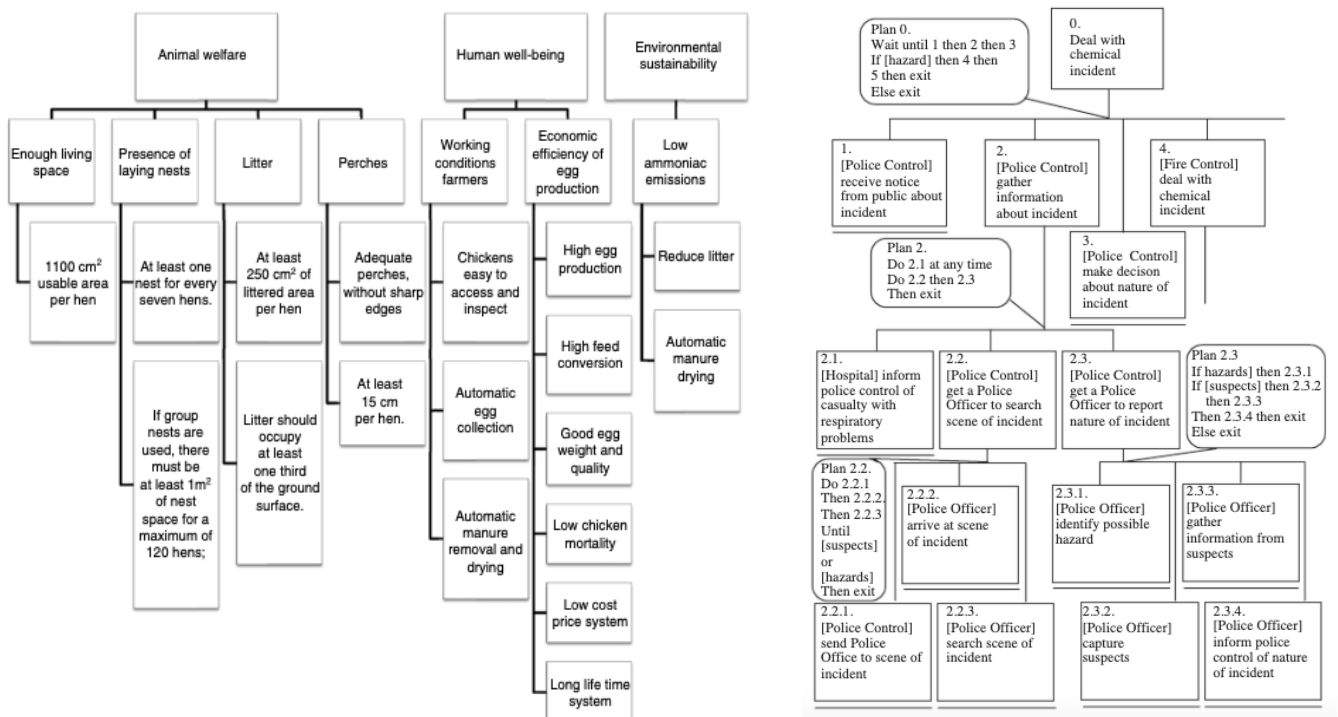 Animal welfare
Human well-being
Environmental
sustainability
Enough living
space
Presence of
laying nests
Litter
Perches
Working
conditions
farmers
Economic
efficiency of
egg
production
Low
ammoniac
emissions
1100 cm²
usable area
per hen
At least one
nest for every
seven hens.
At least
250 cm² of
littered area
per hen
Adequate
perches,
without sharp
edges
Chickens
easy to
access and
inspect
High egg
production
Reduce litter
If group
nests are
used, there
must be
at least 1m²
of nest
space for a
maximum of
120 hens;
Litter should
occupy
at least
one third
of the ground
surface.
At least
15 cm
per hen.
Automatic
egg
collection
High feed
conversion
Automatic
manure
drying
Automatic
manure
removal and
drying
Good egg
weight and
quality
Low chicken
mortality
Low cost
price system
Long life time
system
Plan 0.
Wait until 1 then 2 then 3
If [hazard] then 4 then
5 then exit
Else exit
0.
Deal with
chemical
incident
1.
[Police Control]
receive notice
from public about
incident
2.
[Police Control]
gather
information
about incident
4.
[Fire Control]
deal with
chemical
incident
3.
[Police Control]
make decison
about nature of
incident
Plan 2.
Do 2.1 at any time
Do 2.2 then 2.3
Then exit
2.1.
[Hospital] inform
police control of
casualty with
respiratory
problems
2.2.
[Police Control]
get a Police
Officer to search
scene of incident
2.3.
[Police Control]
get a Police
Officer to report
nature of incident
Plan 2.3
If hazards] then 2.3.1
If [suspects] then 2.3.2
then 2.3.3
Then 2.3.4 then exit
Else exit
Plan 2.2.
Do 2.2.1
Then 2.2.2.
Then 2.2.3
Until
[suspects]
or
[hazards]
Then exit
2.2.2.
[Police Officer]
arrive at scene
of incident
2.3.1.
[Police Officer]
identify possible
hazard
2.3.3.
[Police Officer]
gather
information from
suspects
2.2.1.
[Police Control]
send Police
Office to scene of
incident
2.2.3.
[Police Officer]
search scene of
incident
2.3.2.
[Police Officer]
capture
suspects
2.3.4.
[Police Officer]
inform police
control of nature
of incident